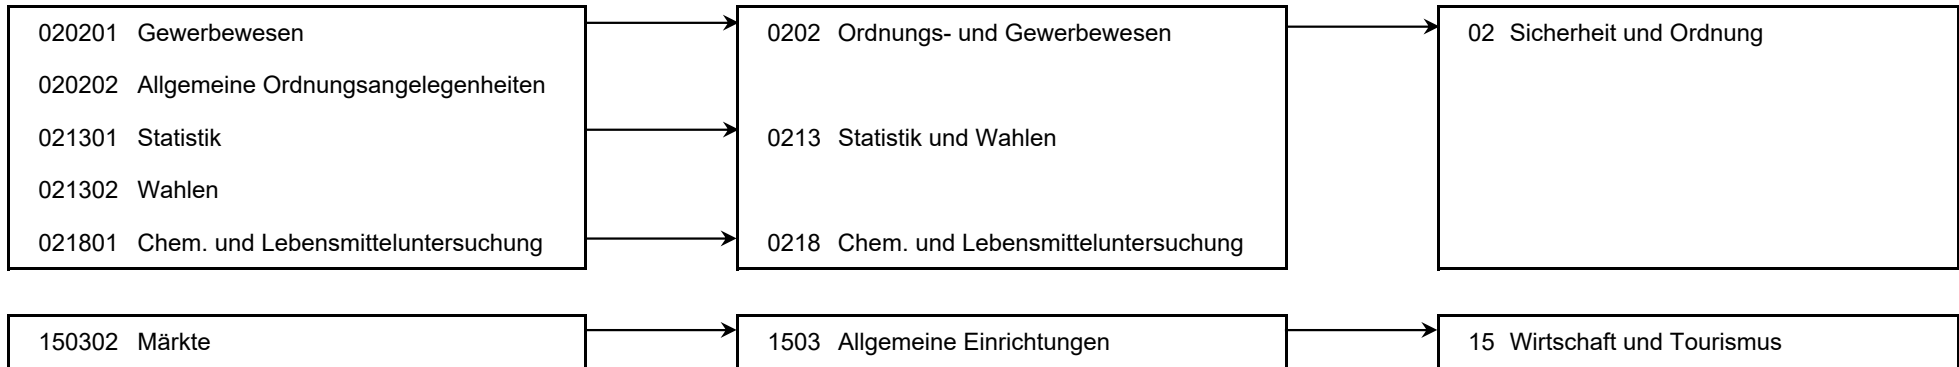 020201 Gewerbewesen
0202 Ordnungs- und Gewerbewesen
02 Sicherheit und Ordnung
020202 Allgemeine Ordnungsangelegenheiten
021301 Statistik
0213 Statistik und Wahlen
021302 Wahlen
021801 Chem. und Lebensmitteluntersuchung
0218 Chem. und Lebensmitteluntersuchung
150302 Märkte
1503 Allgemeine Einrichtungen
15 Wirtschaft und Tourismus